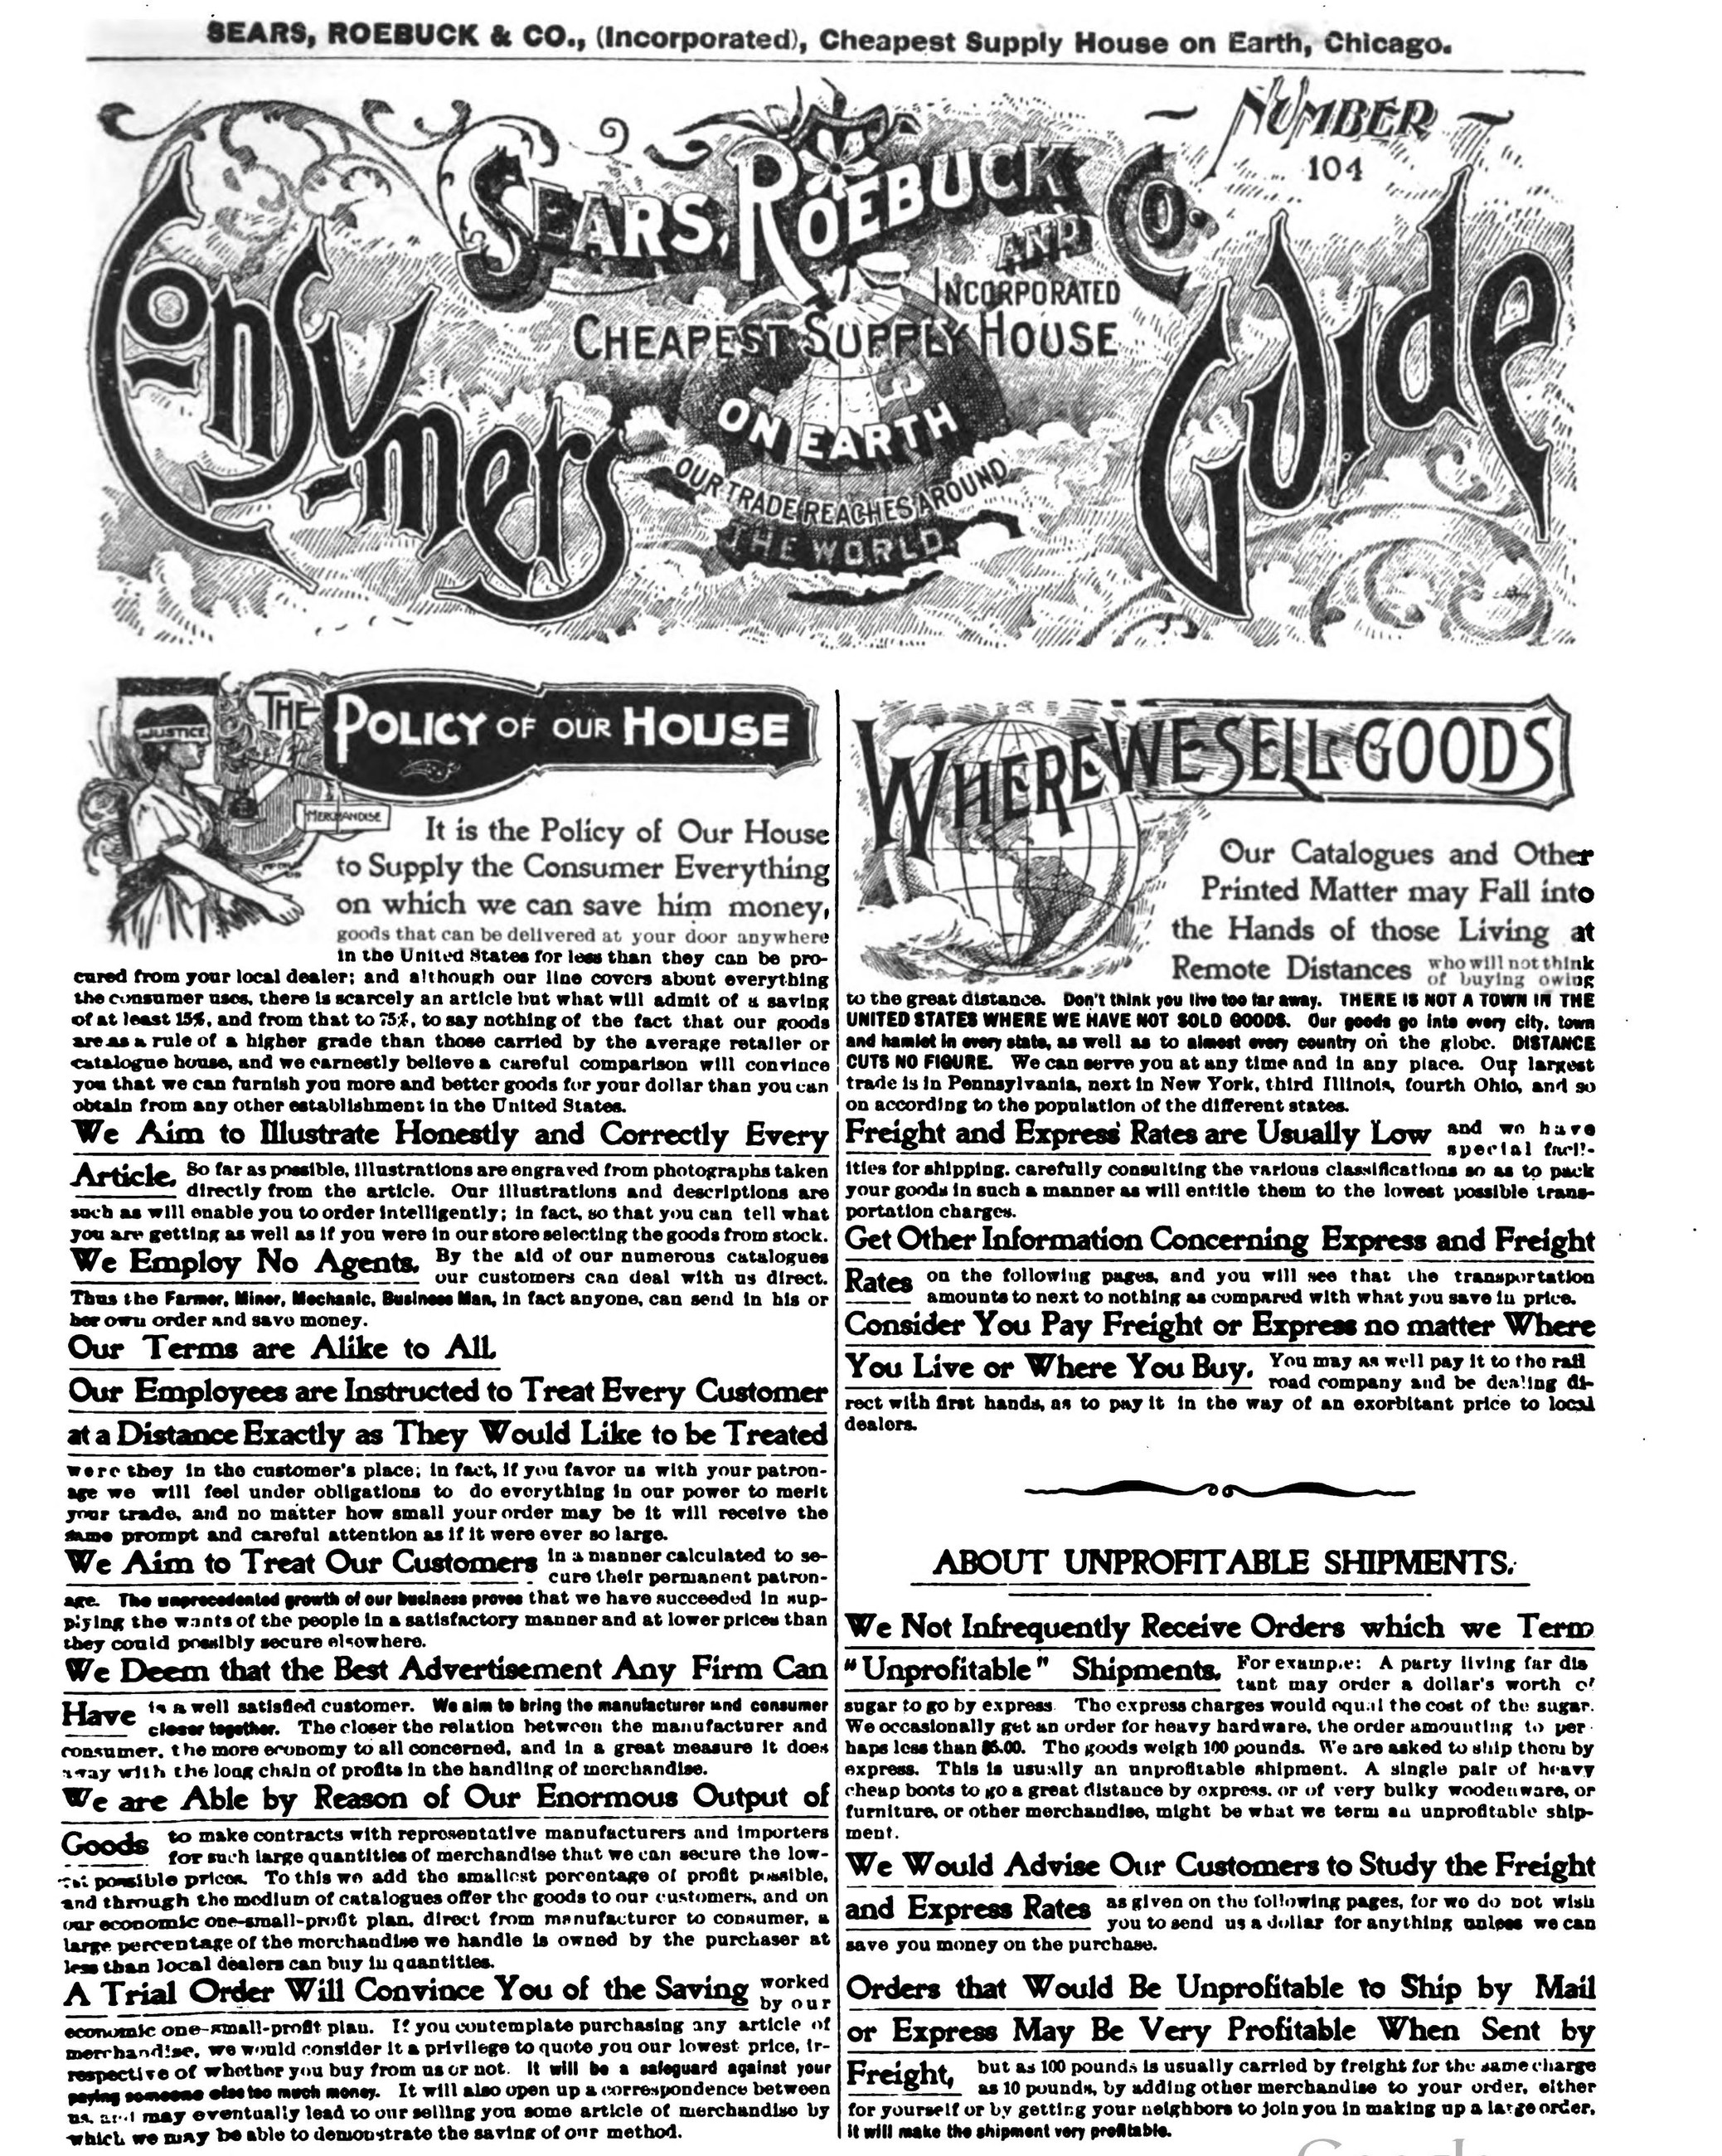 SEARS, ROEBUCK & CO., (Incorporated), Cheapest Supply House on Earth, Chicago.
NUMBER
104
SEARS, ROEBUCK AND CO.
INCORPORATED
CHEAPEST SUPPLY HOUSE
ON EARTH
OUR TRADE REACHES AROUND
THE WORLD
Consumers Guide
THE POLICY OF OUR HOUSE
JUSTICE
MERCHANDISE
It is the Policy of Our House
to Supply the Consumer Everything
on which we can save him money,
goods that can be delivered at your door anywhere
in the United States for less than they can be pro-
cured from your local dealer; and although our line covers about everything
the consumer uses, there is scarcely an article but what will admit of a saving
of at least 15%, and from that to 75%, to say nothing of the fact that our goods
are as a rule of a higher grade than those carried by the average retailer or
catalogue house, and we earnestly believe a careful comparison will convince
you that we can furnish you more and better goods for your dollar than you can
obtain from any other establishment in the United States.
We Aim to Illustrate Honestly and Correctly Every
Article. So far as possible, illustrations are engraved from photographs taken
directly from the article. Our illustrations and descriptions are
such as will enable you to order intelligently; in fact, so that you can tell what
you are getting as well as if you were in our store selecting the goods from stock.
We Employ No Agents. By the aid of our numerous catalogues
our customers can deal with us direct.
Thus the Farmer, Miner, Mechanic, Business Man, in fact anyone, can send in his or
her own order and save money.
Our Terms are Alike to All.
Our Employees are Instructed to Treat Every Customer
at a Distance Exactly as They Would Like to be Treated
were they in the customer's place; in fact, if you favor us with your patron-
age we will feel under obligations to do everything in our power to merit
your trade, and no matter how small your order may be it will receive the
same prompt and careful attention as if it were ever so large.
We Aim to Treat Our Customers in a manner calculated to se-
cure their permanent patron-
age. The unprecedented growth of our business proves that we have succeeded in sup-
plying the wants of the people in a satisfactory manner and at lower prices than
they could possibly secure elsewhere.
We Deem that the Best Advertisement Any Firm Can
Have is a well satisfied customer. We aim to bring the manufacturer and consumer
closer together. The closer the relation between the manufacturer and
consumer, the more economy to all concerned, and in a great measure it does
away with the long chain of profits in the handling of merchandise.
We are Able by Reason of Our Enormous Output of
Goods to make contracts with representative manufacturers and importers
for such large quantities of merchandise that we can secure the low-
est possible prices. To this we add the smallest percentage of profit possible,
and through the medium of catalogues offer the goods to our customers, and on
our economic one-small-profit plan, direct from manufacturer to consumer, a
large percentage of the merchandise we handle is owned by the purchaser at
less than local dealers can buy in quantities.
A Trial Order Will Convince You of the Saving worked
by our
economic one-small-profit plan. If you contemplate purchasing any article of
merchandise, we would consider it a privilege to quote you our lowest price, ir-
respective of whether you buy from us or not. It will be a safeguard against your
paying someone else too much money. It will also open up a correspondence between
us, and may eventually lead to our selling you some article of merchandise by
which we may be able to demonstrate the saving of our method.
WHERE WE SELL GOODS
Our Catalogues and Other
Printed Matter may Fall into
the Hands of those Living at
Remote Distances who will not think
of buying owing
to the great distance. Don't think you live too far away. THERE IS NOT A TOWN IN THE
UNITED STATES WHERE WE HAVE NOT SOLD GOODS. Our goods go into every city, town
and hamlet in every state, as well as to almost every country on the globe. DISTANCE
CUTS NO FIGURE. We can serve you at any time and in any place. Our largest
trade is in Pennsylvania, next in New York, third Illinois, fourth Ohio, and so
on according to the population of the different states.
Freight and Express Rates are Usually Low and we have
special facil-
ities for shipping, carefully consulting the various classifications so as to pack
your goods in such a manner as will entitle them to the lowest possible trans-
portation charges.
Get Other Information Concerning Express and Freight
Rates on the following pages, and you will see that the transportation
amounts to next to nothing as compared with what you save in price.
Consider You Pay Freight or Express no matter Where
You Live or Where You Buy. You may as well pay it to the rail
road company and be dealing di-
rect with first hands, as to pay it in the way of an exorbitant price to local
dealers.
ABOUT UNPROFITABLE SHIPMENTS.
We Not Infrequently Receive Orders which we Term
"Unprofitable" Shipments. For example: A party living far dis
tant may order a dollar's worth of
sugar to go by express. The express charges would equal the cost of the sugar.
We occasionally get an order for heavy hardware, the order amounting to per
haps less than $5.00. The goods weigh 100 pounds. We are asked to ship them by
express. This is usually an unprofitable shipment. A single pair of heavy
cheap boots to go a great distance by express, or of very bulky woodenware, or
furniture, or other merchandise, might be what we term an unprofitable ship-
ment.
We Would Advise Our Customers to Study the Freight
and Express Rates as given on the following pages, for we do not wish
you to send us a dollar for anything unless we can
save you money on the purchase.
Orders that Would Be Unprofitable to Ship by Mail
or Express May Be Very Profitable When Sent by
Freight, but as 100 pounds is usually carried by freight for the same charge
as 10 pounds, by adding other merchandise to your order, either
for yourself or by getting your neighbors to join you in making up a large order,
it will make the shipment very profitable.